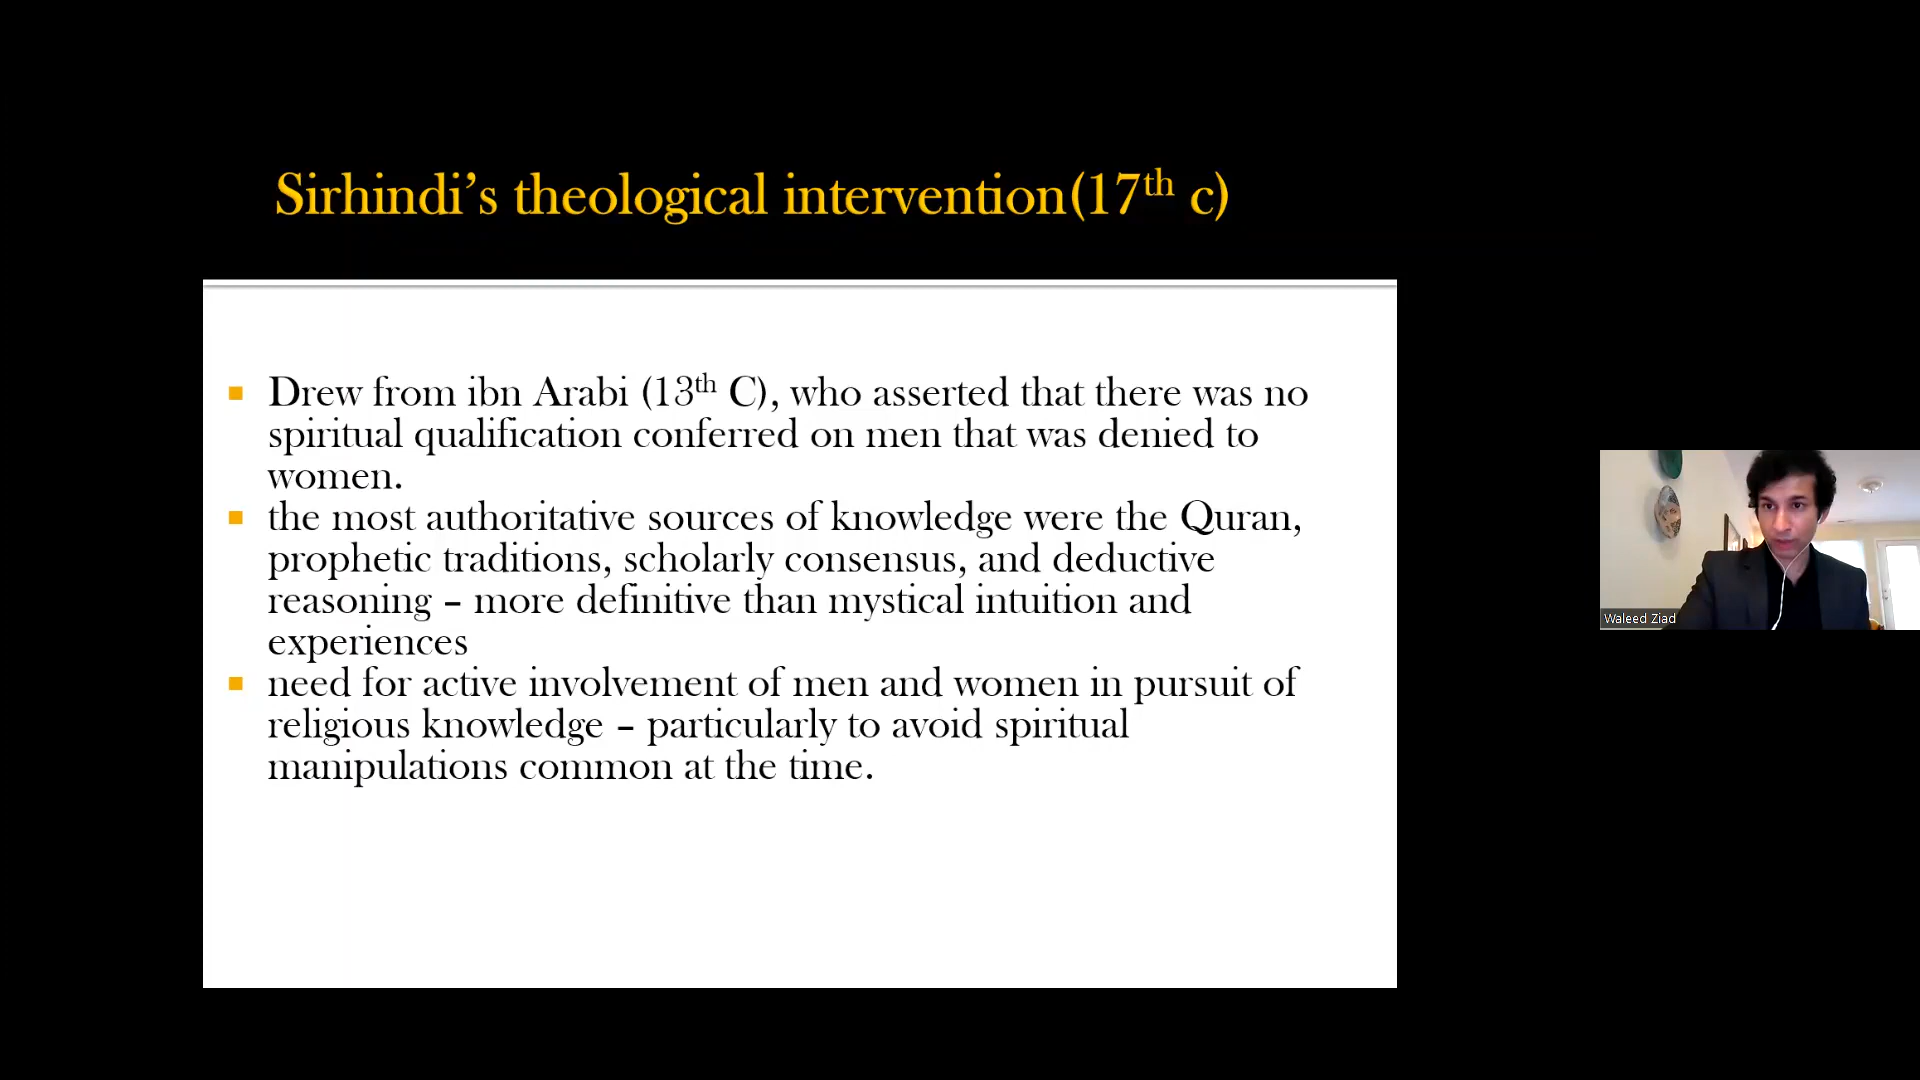 Sirhindi's theological intervention(17th c)
Drew from ibn Arabi (13th C), who asserted that there was no
spiritual qualification conferred on men that was denied to
women.
the most authoritative sources of knowledge were the Quran,
prophetic traditions, scholarly consensus, and deductive
reasoning – more definitive than mystical intuition and
experiences
need for active involvement of men and women in pursuit of
religious knowledge – particularly to avoid spiritual
manipulations common at the time.
Waleed Ziad